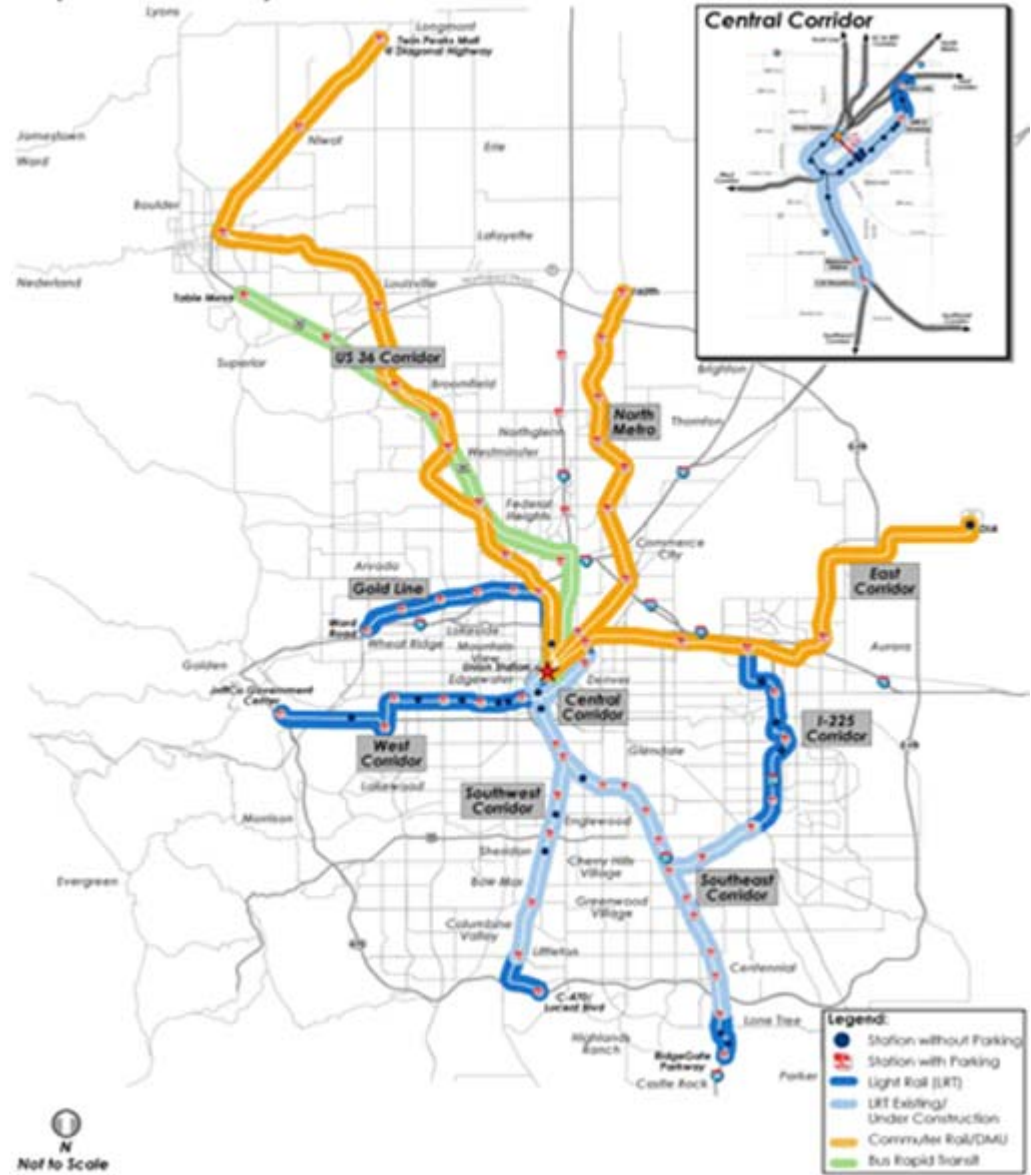 Lyons
Longmont
Twin Peaks Mall
@ Diagonal Highway
Jamestown
Ward
Niwot
Erie
Boulder
Lafayette
Nederland
Louisville
Table Mesa
Superior
US 36 Corridor
Broomfield
Brighton
North
Metro
Thornton
Northglenn
Westminster
Federal
Heights
Commerce
City
DIA
East
Corridor
Arvada
Gold Line
Ward
Road
Wheat Ridge
Lakeside
Mountain
View
Union Station
Edgewater
Denver
Aurora
Golden
JeffCo Government
Center
Central
Corridor
West
Corridor
I-225
Corridor
Glendale
Lakewood
Southwest
Corridor
Morrison
Englewood
Sheridan
Cherry Hills
Village
Evergreen
Bow Mar
Southeast
Corridor
Greenwood
Village
Columbine
Valley
Littleton
Centennial
C-470/
Lucent Blvd
Lone Tree
Highlands
Ranch
RidgeGate
Parkway
Castle Rock
Parker
Central Corridor
Legend:
Station without Parking
Station with Parking
Light Rail (LRT)
LRT Existing/
Under Construction
Commuter Rail/DMU
Bus Rapid Transit
N
Not to Scale